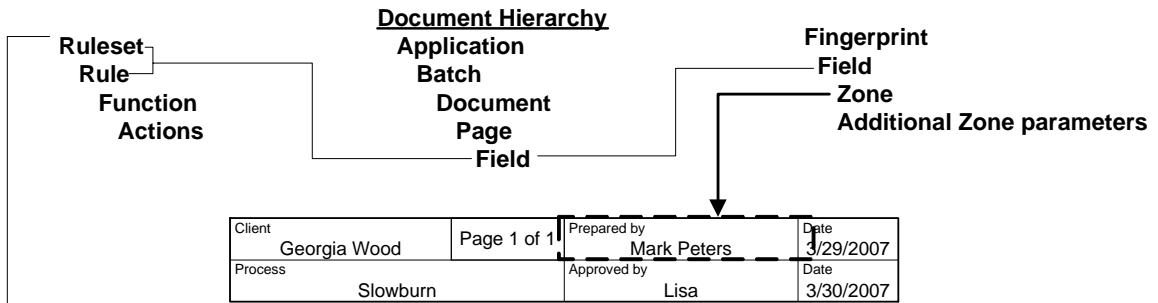 Document Hierarchy
Ruleset
Rule
Function
Actions
Application
Batch
Document
Page
Field
Fingerprint
Field
Zone
Additional Zone parameters
Client
Georgia Wood
Page 1 of 1
Prepared by
Mark Peters
Date
3/29/2007
Process
Slowburn
Approved by
Lisa
Date
3/30/2007